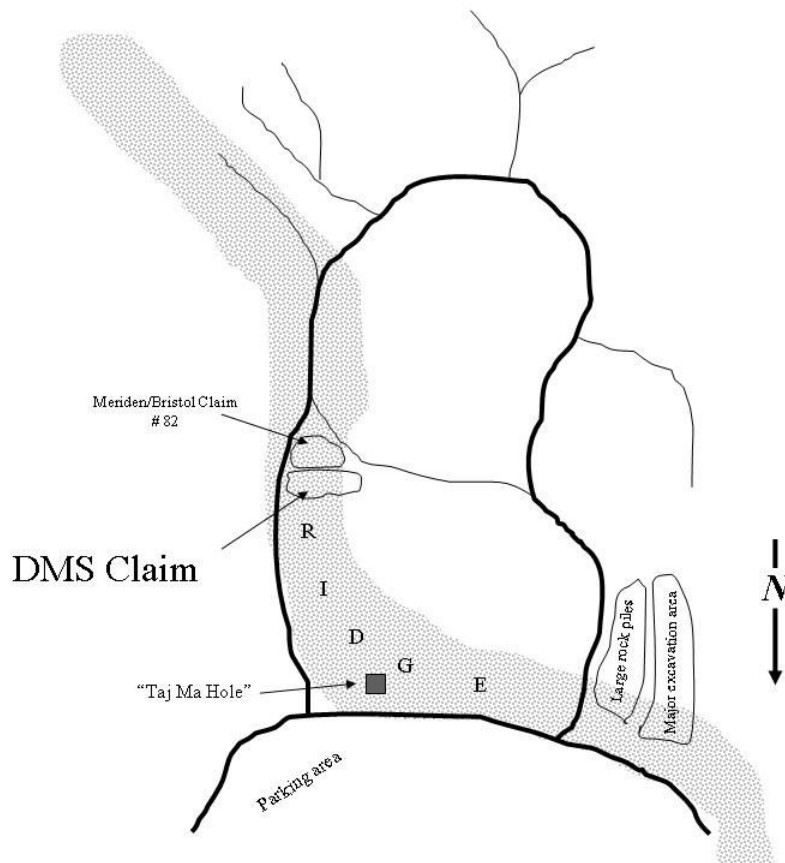 Meriden/Bristol Claim
# 82
R
DMS Claim
I
D
G
E
"Taj Ma Hole"
Large rock piles
Major excavation area
N
Parking area